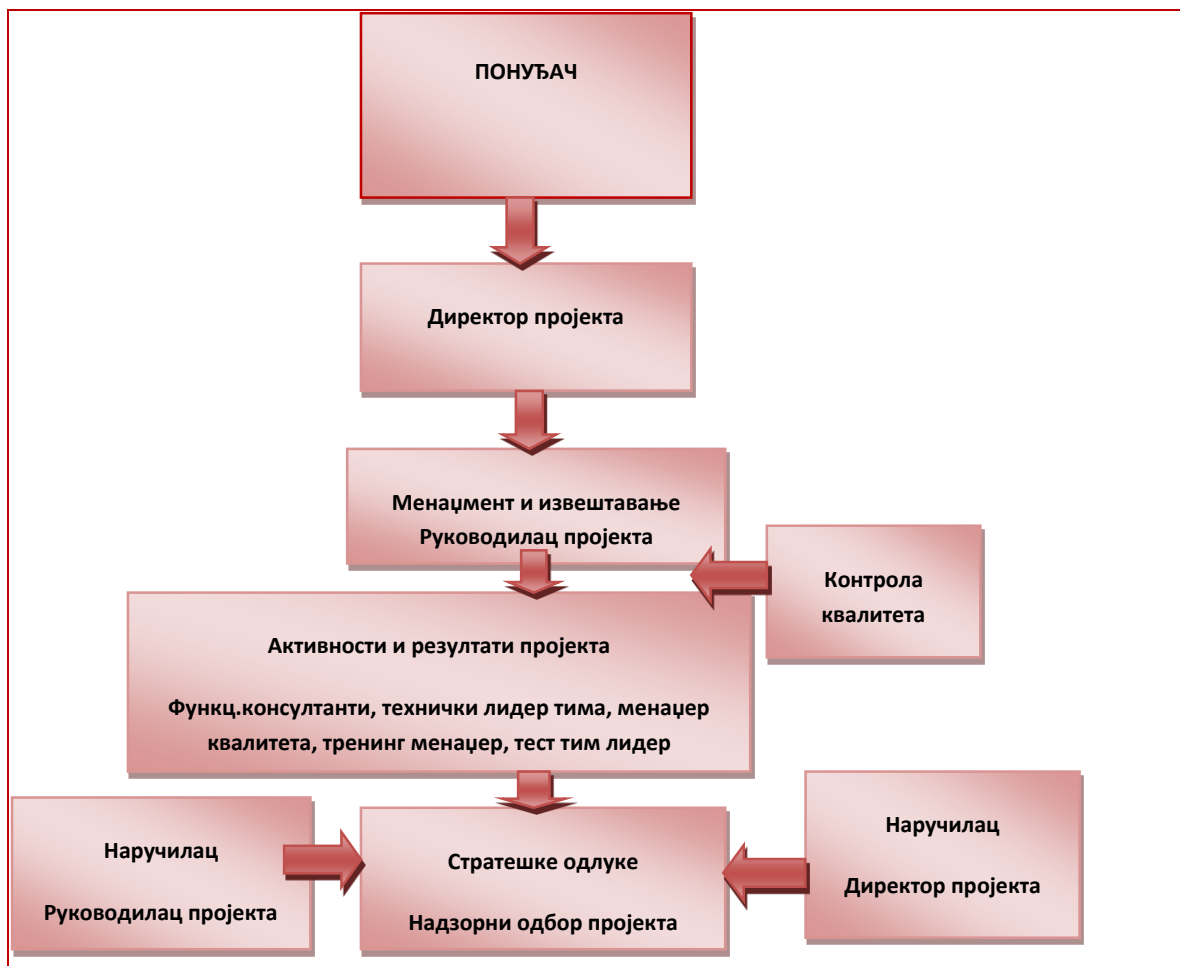 ПОНУЂАЧ
Директор пројекта
Менаџмент и извештавање
Руководилац пројекта
Контрола
квалитета
Активности и резултати пројекта
Функц.консултанти, технички лидер тима, менаџер
квалитета, тренинг менаџер, тест тим лидер
Наручилац
Руководилац пројекта
Стратешке одлуке
Надзорни одбор пројекта
Наручилац
Директор пројекта